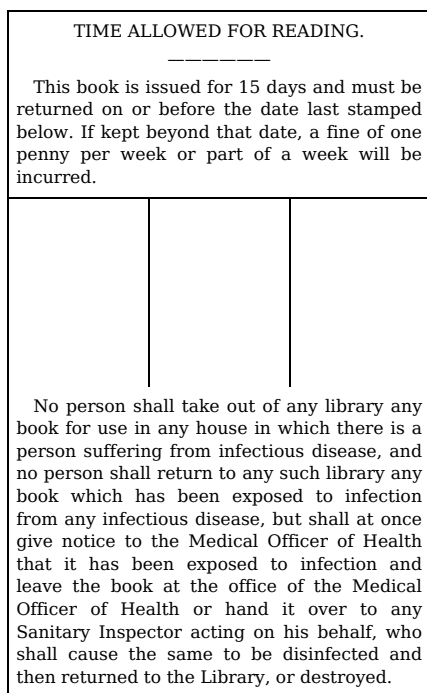 TIME ALLOWED FOR READING.
——————
This book is issued for 15 days and must be
returned on or before the date last stamped
below. If kept beyond that date, a fine of one
penny per week or part of a week will be
incurred.
No person shall take out of any library any
book for use in any house in which there is a
person suffering from infectious disease, and
no person shall return to any such library any
book which has been exposed to infection
from any infectious disease, but shall at once
give notice to the Medical Officer of Health
that it has been exposed to infection and
leave the book at the office of the Medical
Officer of Health or hand it over to any
Sanitary Inspector acting on his behalf, who
shall cause the same to be disinfected and
then returned to the Library, or destroyed.